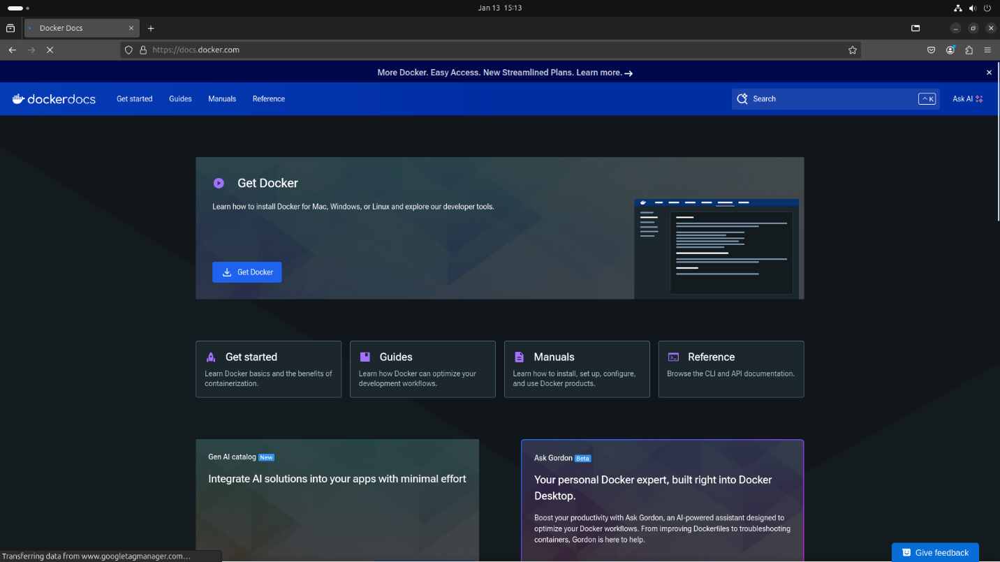 Jan 13 15:13
Docker Docs
https://docs.docker.com
More Docker. Easy Access. New Streamlined Plans. Learn more.
dockerdocs
Get started
Guides
Manuals
Reference
Search
^ K
Ask AI
Get Docker
Learn how to install Docker for Mac, Windows, or Linux and explore our developer tools.
Get Docker
Get started
Learn Docker basics and the benefits of
containerization.
Guides
Learn how Docker can optimize your
development workflows.
Manuals
Learn how to install, set up, configure,
and use Docker products.
Reference
Browse the CLI and API documentation.
Gen AI catalog New
Integrate AI solutions into your apps with minimal effort
Ask Gordon Beta
Your personal Docker expert, built right into Docker
Desktop.
Boost your productivity with Ask Gordon, an AI-powered assistant designed to
optimize your Docker workflows. From improving Dockerfiles to troubleshooting
containers, Gordon is here to help.
Give feedback
Transferring data from www.googletagmanager.com…